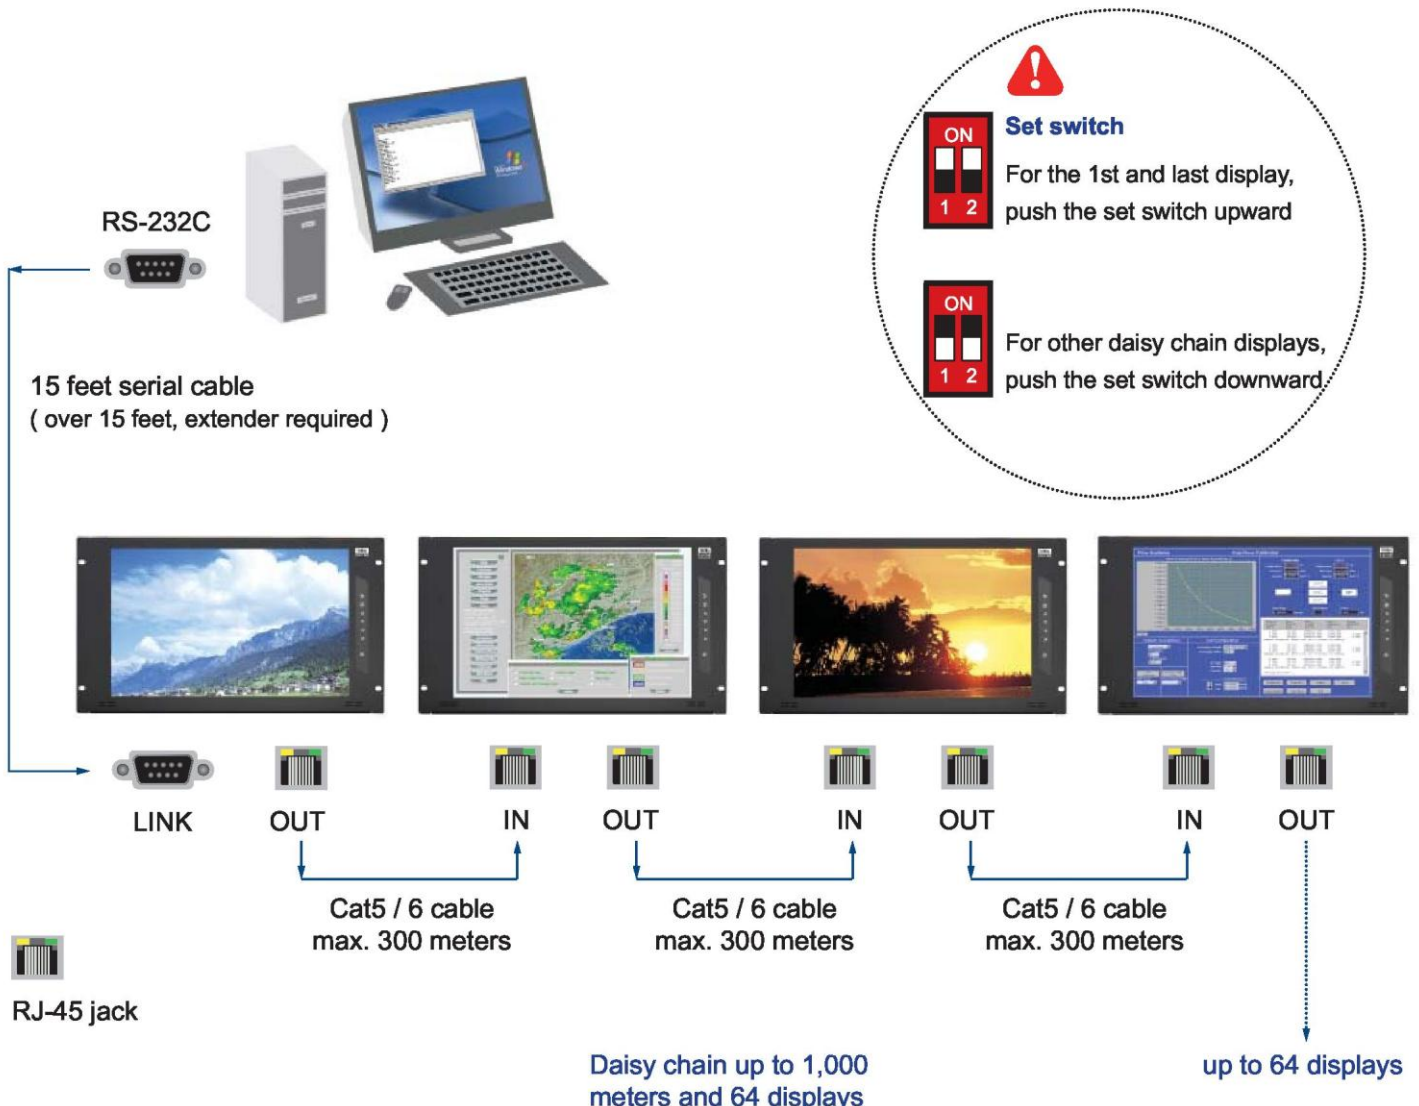 RS-232C
15 feet serial cable
( over 15 feet, extender required )
Windows
ON
1 2
Set switch
For the 1st and last display,
push the set switch upward
ON
1 2
For other daisy chain displays,
push the set switch downward
LINK
OUT
IN
OUT
IN
OUT
IN
OUT
Cat5 / 6 cable
max. 300 meters
Cat5 / 6 cable
max. 300 meters
Cat5 / 6 cable
max. 300 meters
RJ-45 jack
Daisy chain up to 1,000
meters and 64 displays
up to 64 displays